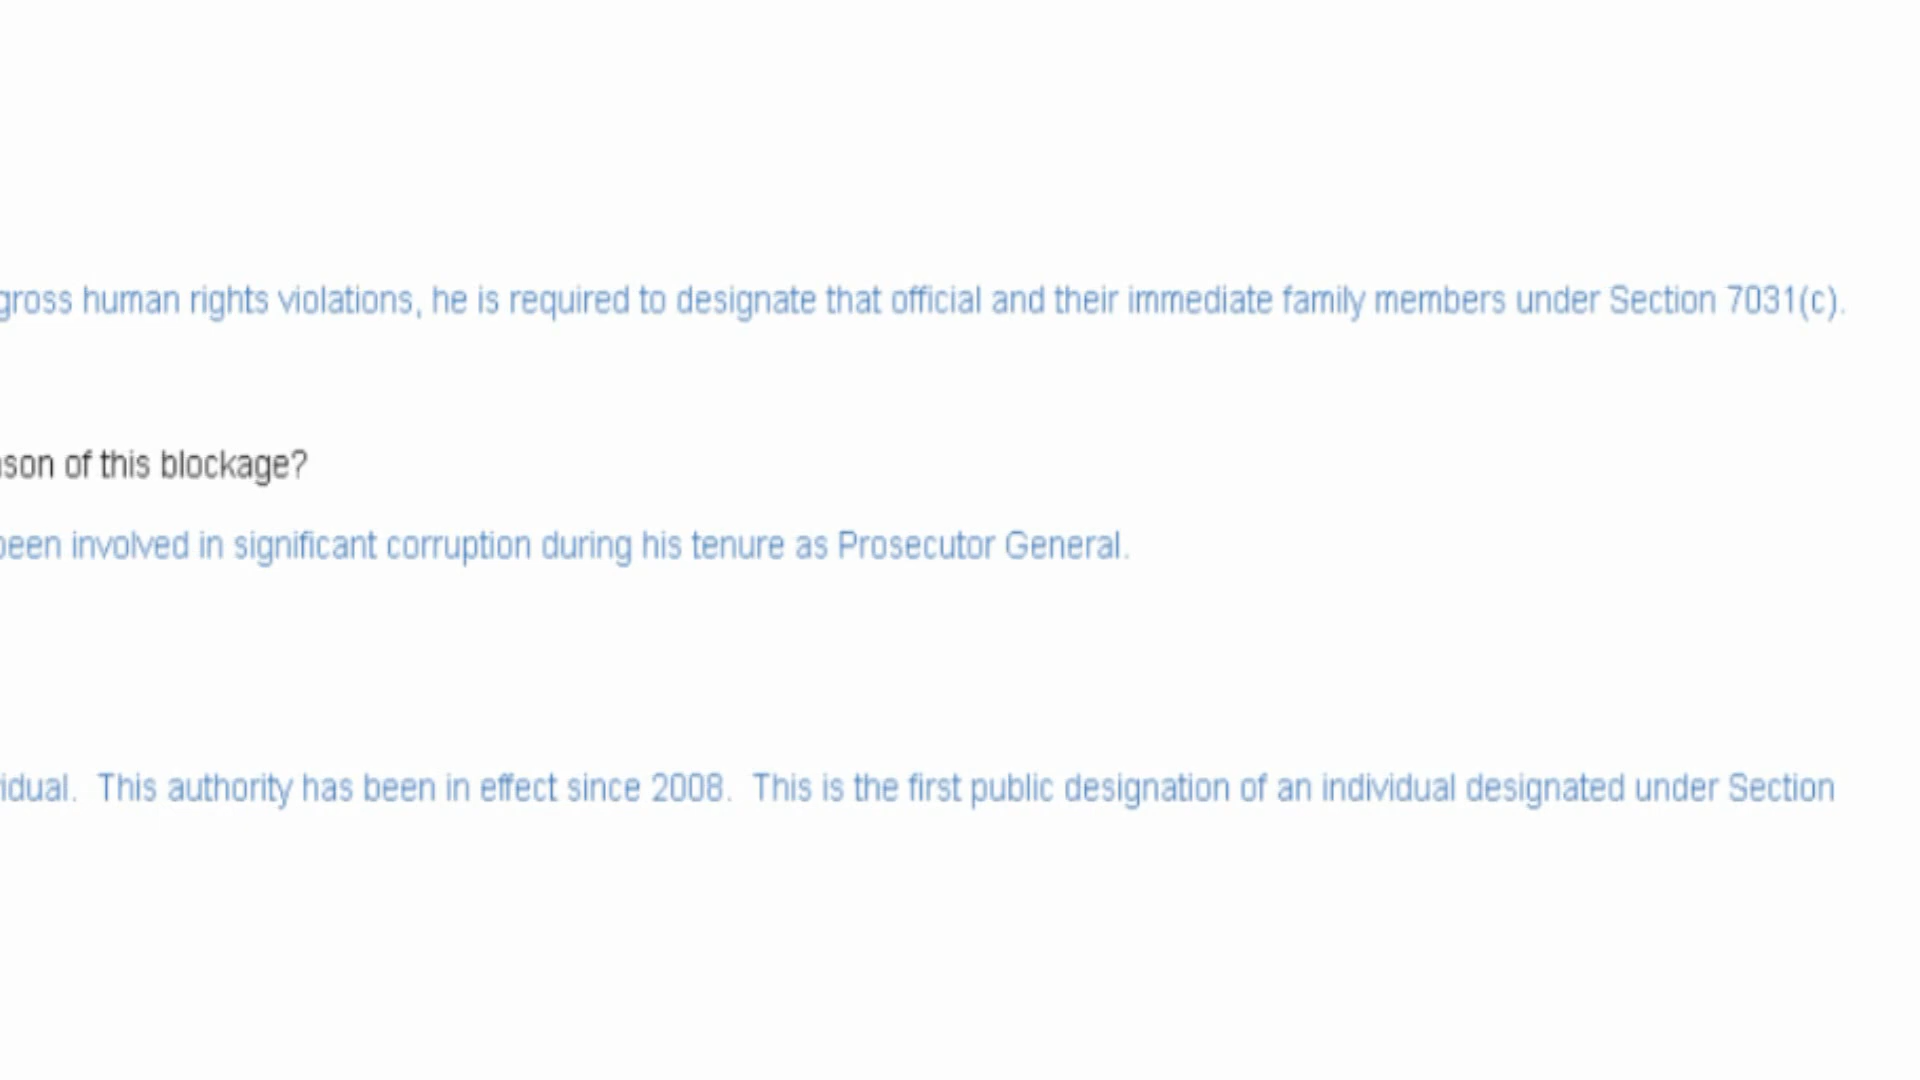 gross human rights violations, he is required to designate that official and their immediate family members under Section 7031(c).
of this blockage?
been involved in significant corruption during his tenure as Prosecutor General.
This authority has been in effect since 2008. This is the first public designation of an individual designated under Section